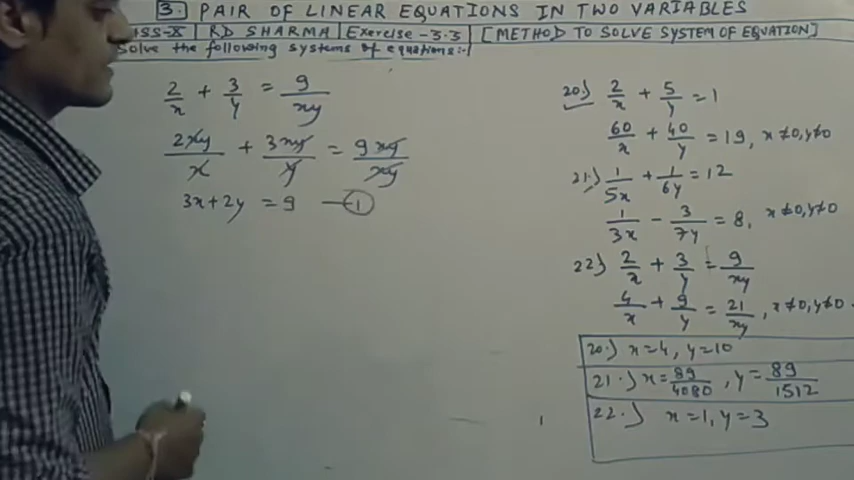 3. PAIR OF LINEAR EQUATIONS IN TWO VARIABLES
ISS-X | RD SHARMA | Exercise - 3.3 | [METHOD TO SOLVE SYSTEM OF EQUATION]
Solve the following systems of equations:-
2/x + 3/y = 9/xy
2xy/x + 3xy/y = 9xy/xy
3x+2y = 9 —1
20.) 2/x + 5/y = 1
60/x + 40/y = 19, x≠0, y≠0
21.) 1/5x + 1/6y = 12
1/3x - 3/7y = 8, x≠0, y≠0
22.) 2/x + 3/y = 9/xy
4/x + 9/y = 21/xy, x≠0, y≠0
20.) x=4, y=10
21.) x = 89/4080, y = 89/1512
22.) x=1, y=3